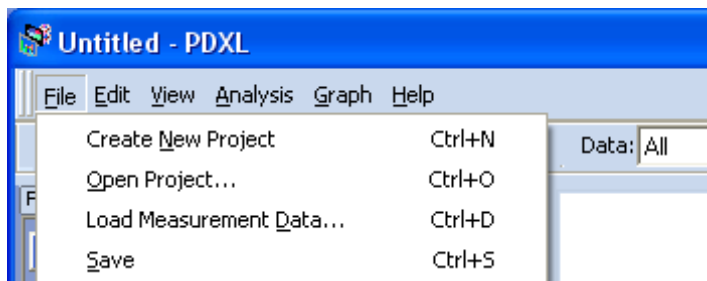 Untitled - PDXL
File Edit View Analysis Graph Help
Create New Project Ctrl+N
Data: All
Open Project... Ctrl+O
Load Measurement Data... Ctrl+D
Save Ctrl+S